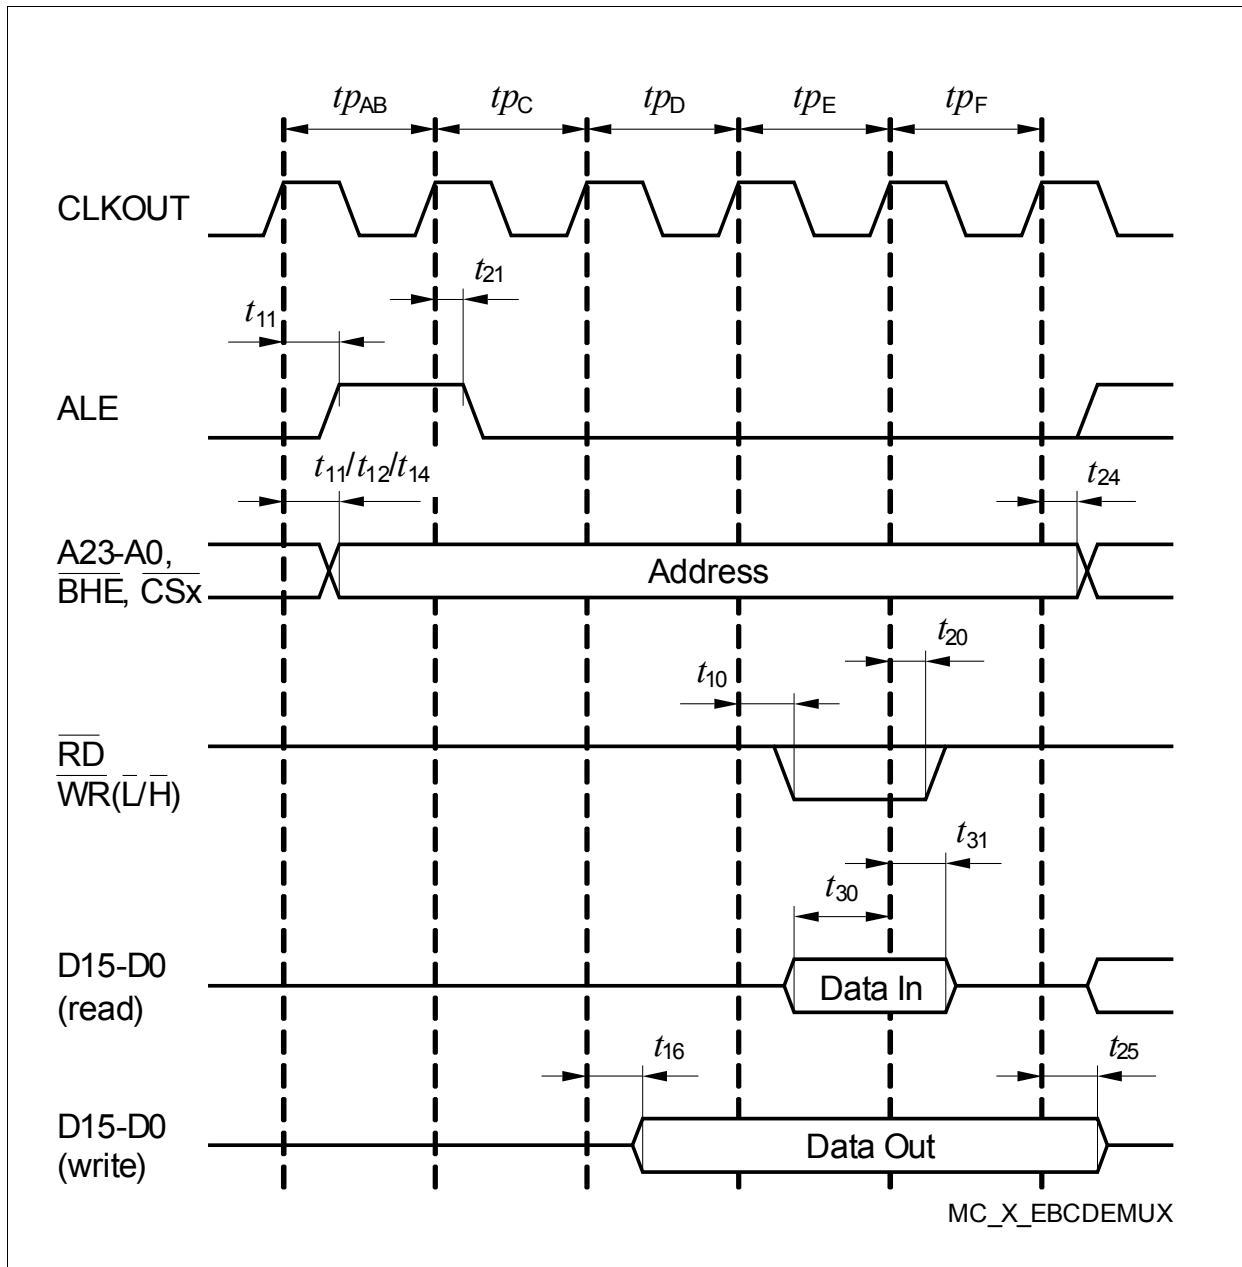 tpAB tpC tpD tpE tpF
CLKOUT
t21
t11
ALE
t11/t12/t14
t24
A23-A0,
BHE, CSx
Address
t20
t10
RD
WR(L/H)
t31
t30
D15-D0
(read)
Data In
t16
t25
D15-D0
(write)
Data Out
MC_X_EBCDEMUX